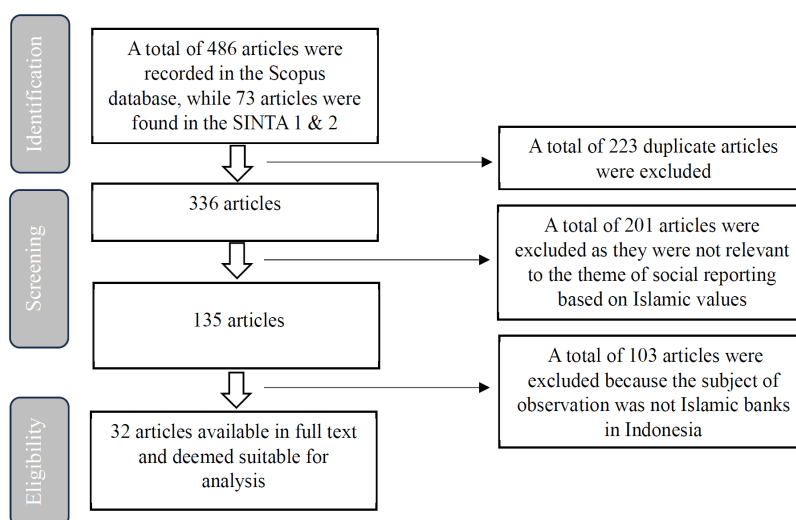 Identification
A total of 486 articles were
recorded in the Scopus
database, while 73 articles were
found in the SINTA 1 & 2
A total of 223 duplicate articles
were excluded
Screening
336 articles
A total of 201 articles were
excluded as they were not relevant
to the theme of social reporting
based on Islamic values
135 articles
A total of 103 articles were
excluded because the subject of
observation was not Islamic banks
in Indonesia
Eligibility
32 articles available in full text
and deemed suitable for
analysis